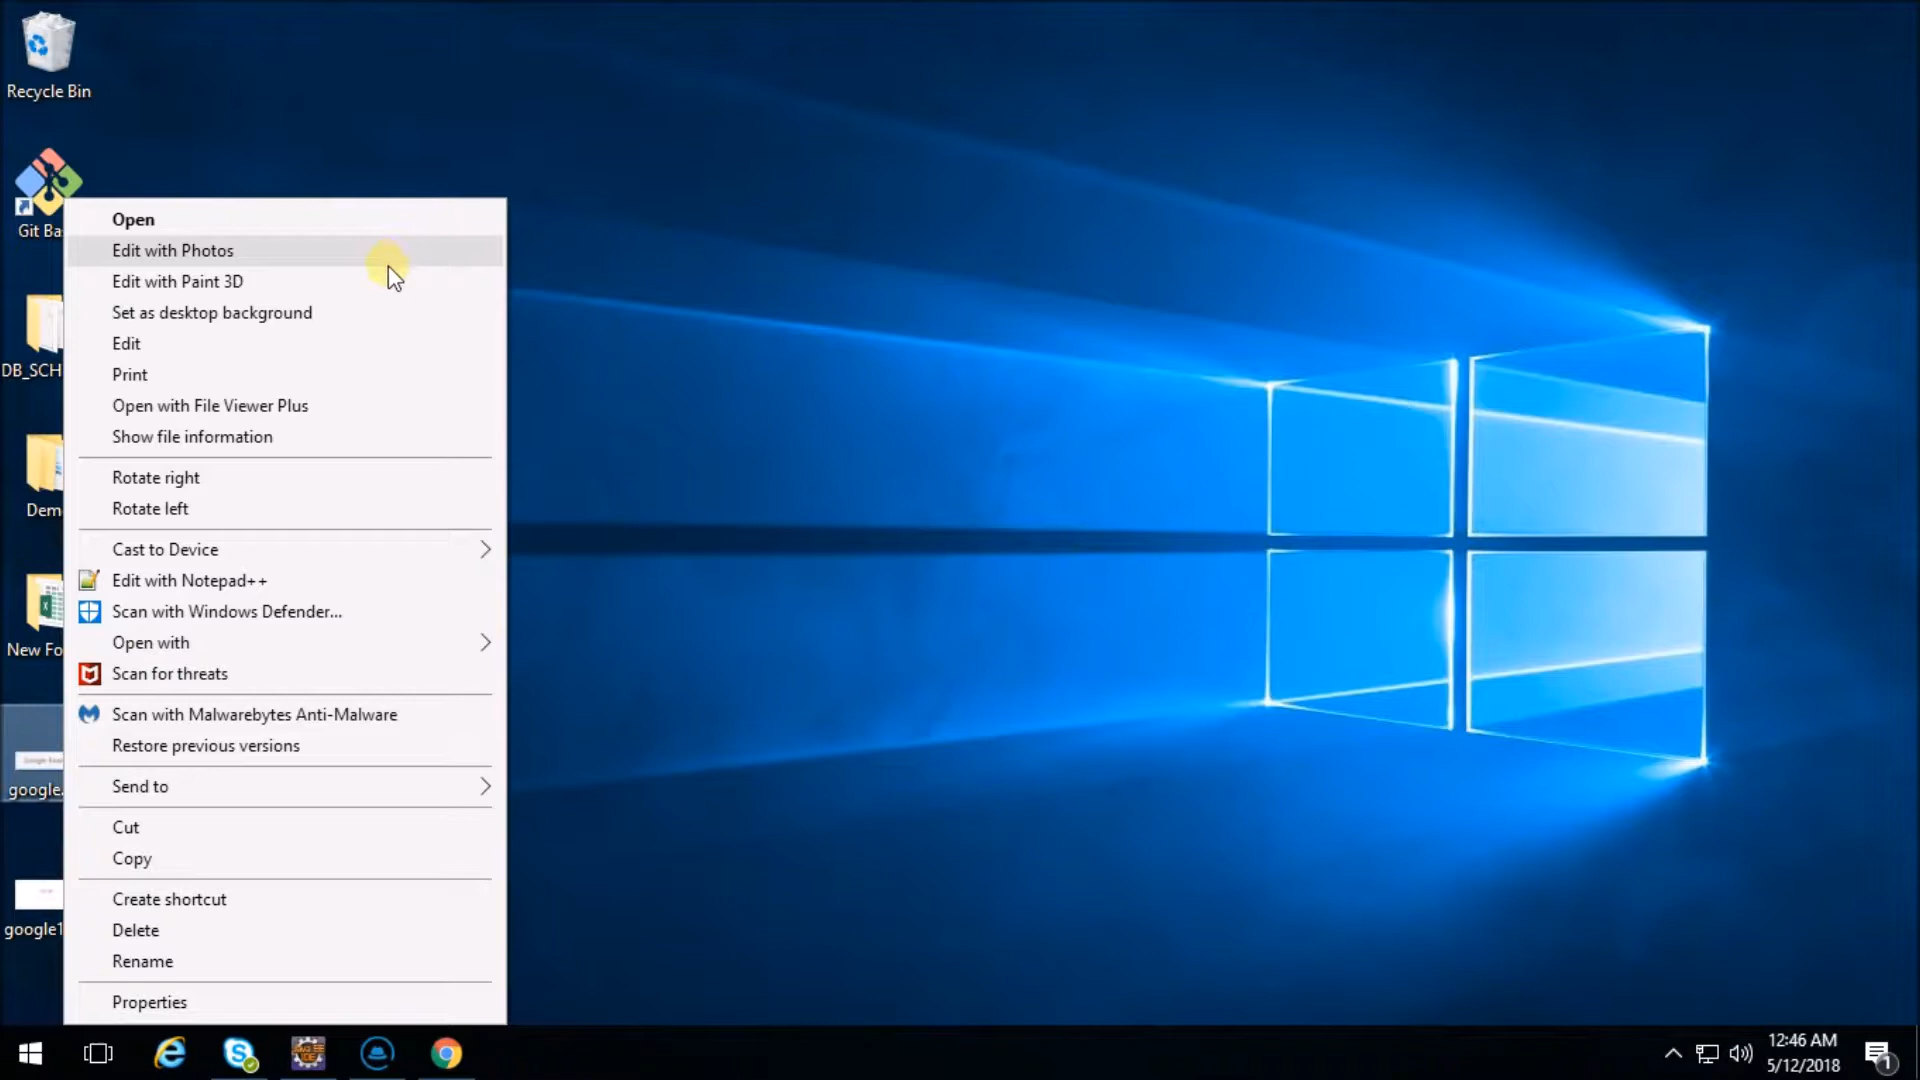 Recycle Bin
Git Ba
DB_SCH
Dem
New Fo
google.
google1
Open
Edit with Photos
Edit with Paint 3D
Set as desktop background
Edit
Print
Open with File Viewer Plus
Show file information
Rotate right
Rotate left
Cast to Device
Edit with Notepad++
Scan with Windows Defender...
Open with
Scan for threats
Scan with Malwarebytes Anti-Malware
Restore previous versions
Send to
Cut
Copy
Create shortcut
Delete
Rename
Properties
12:46 AM
5/12/2018
1